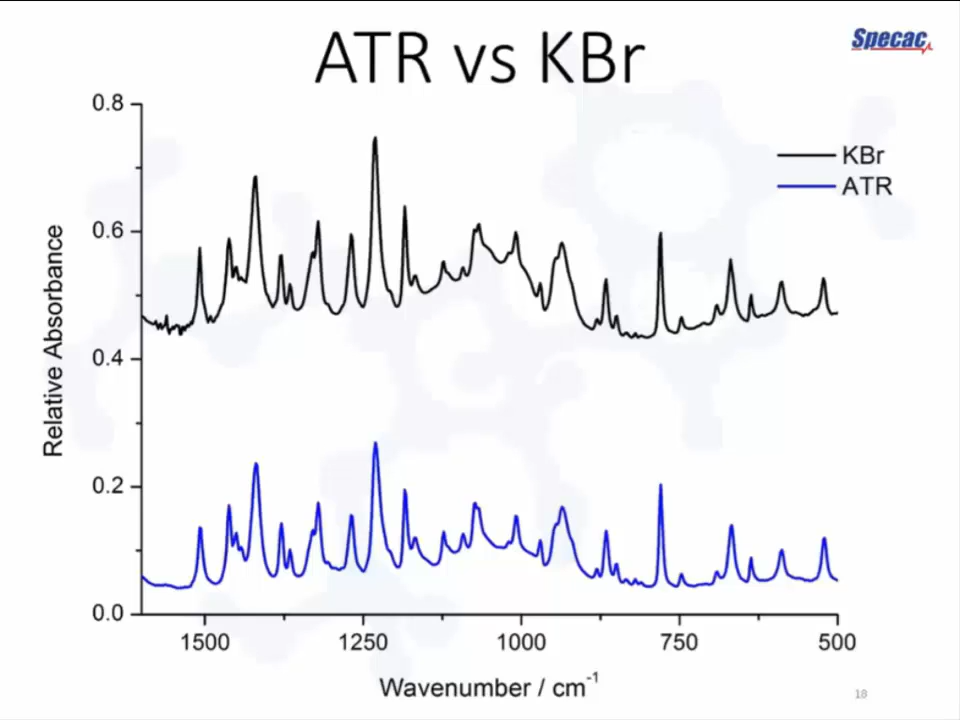 ATR vs KBr
Specac
KBr
ATR
Relative Absorbance
0.8
0.6
0.4
0.2
0.0
1500 1250 1000 750 500
Wavenumber / cm⁻¹
18